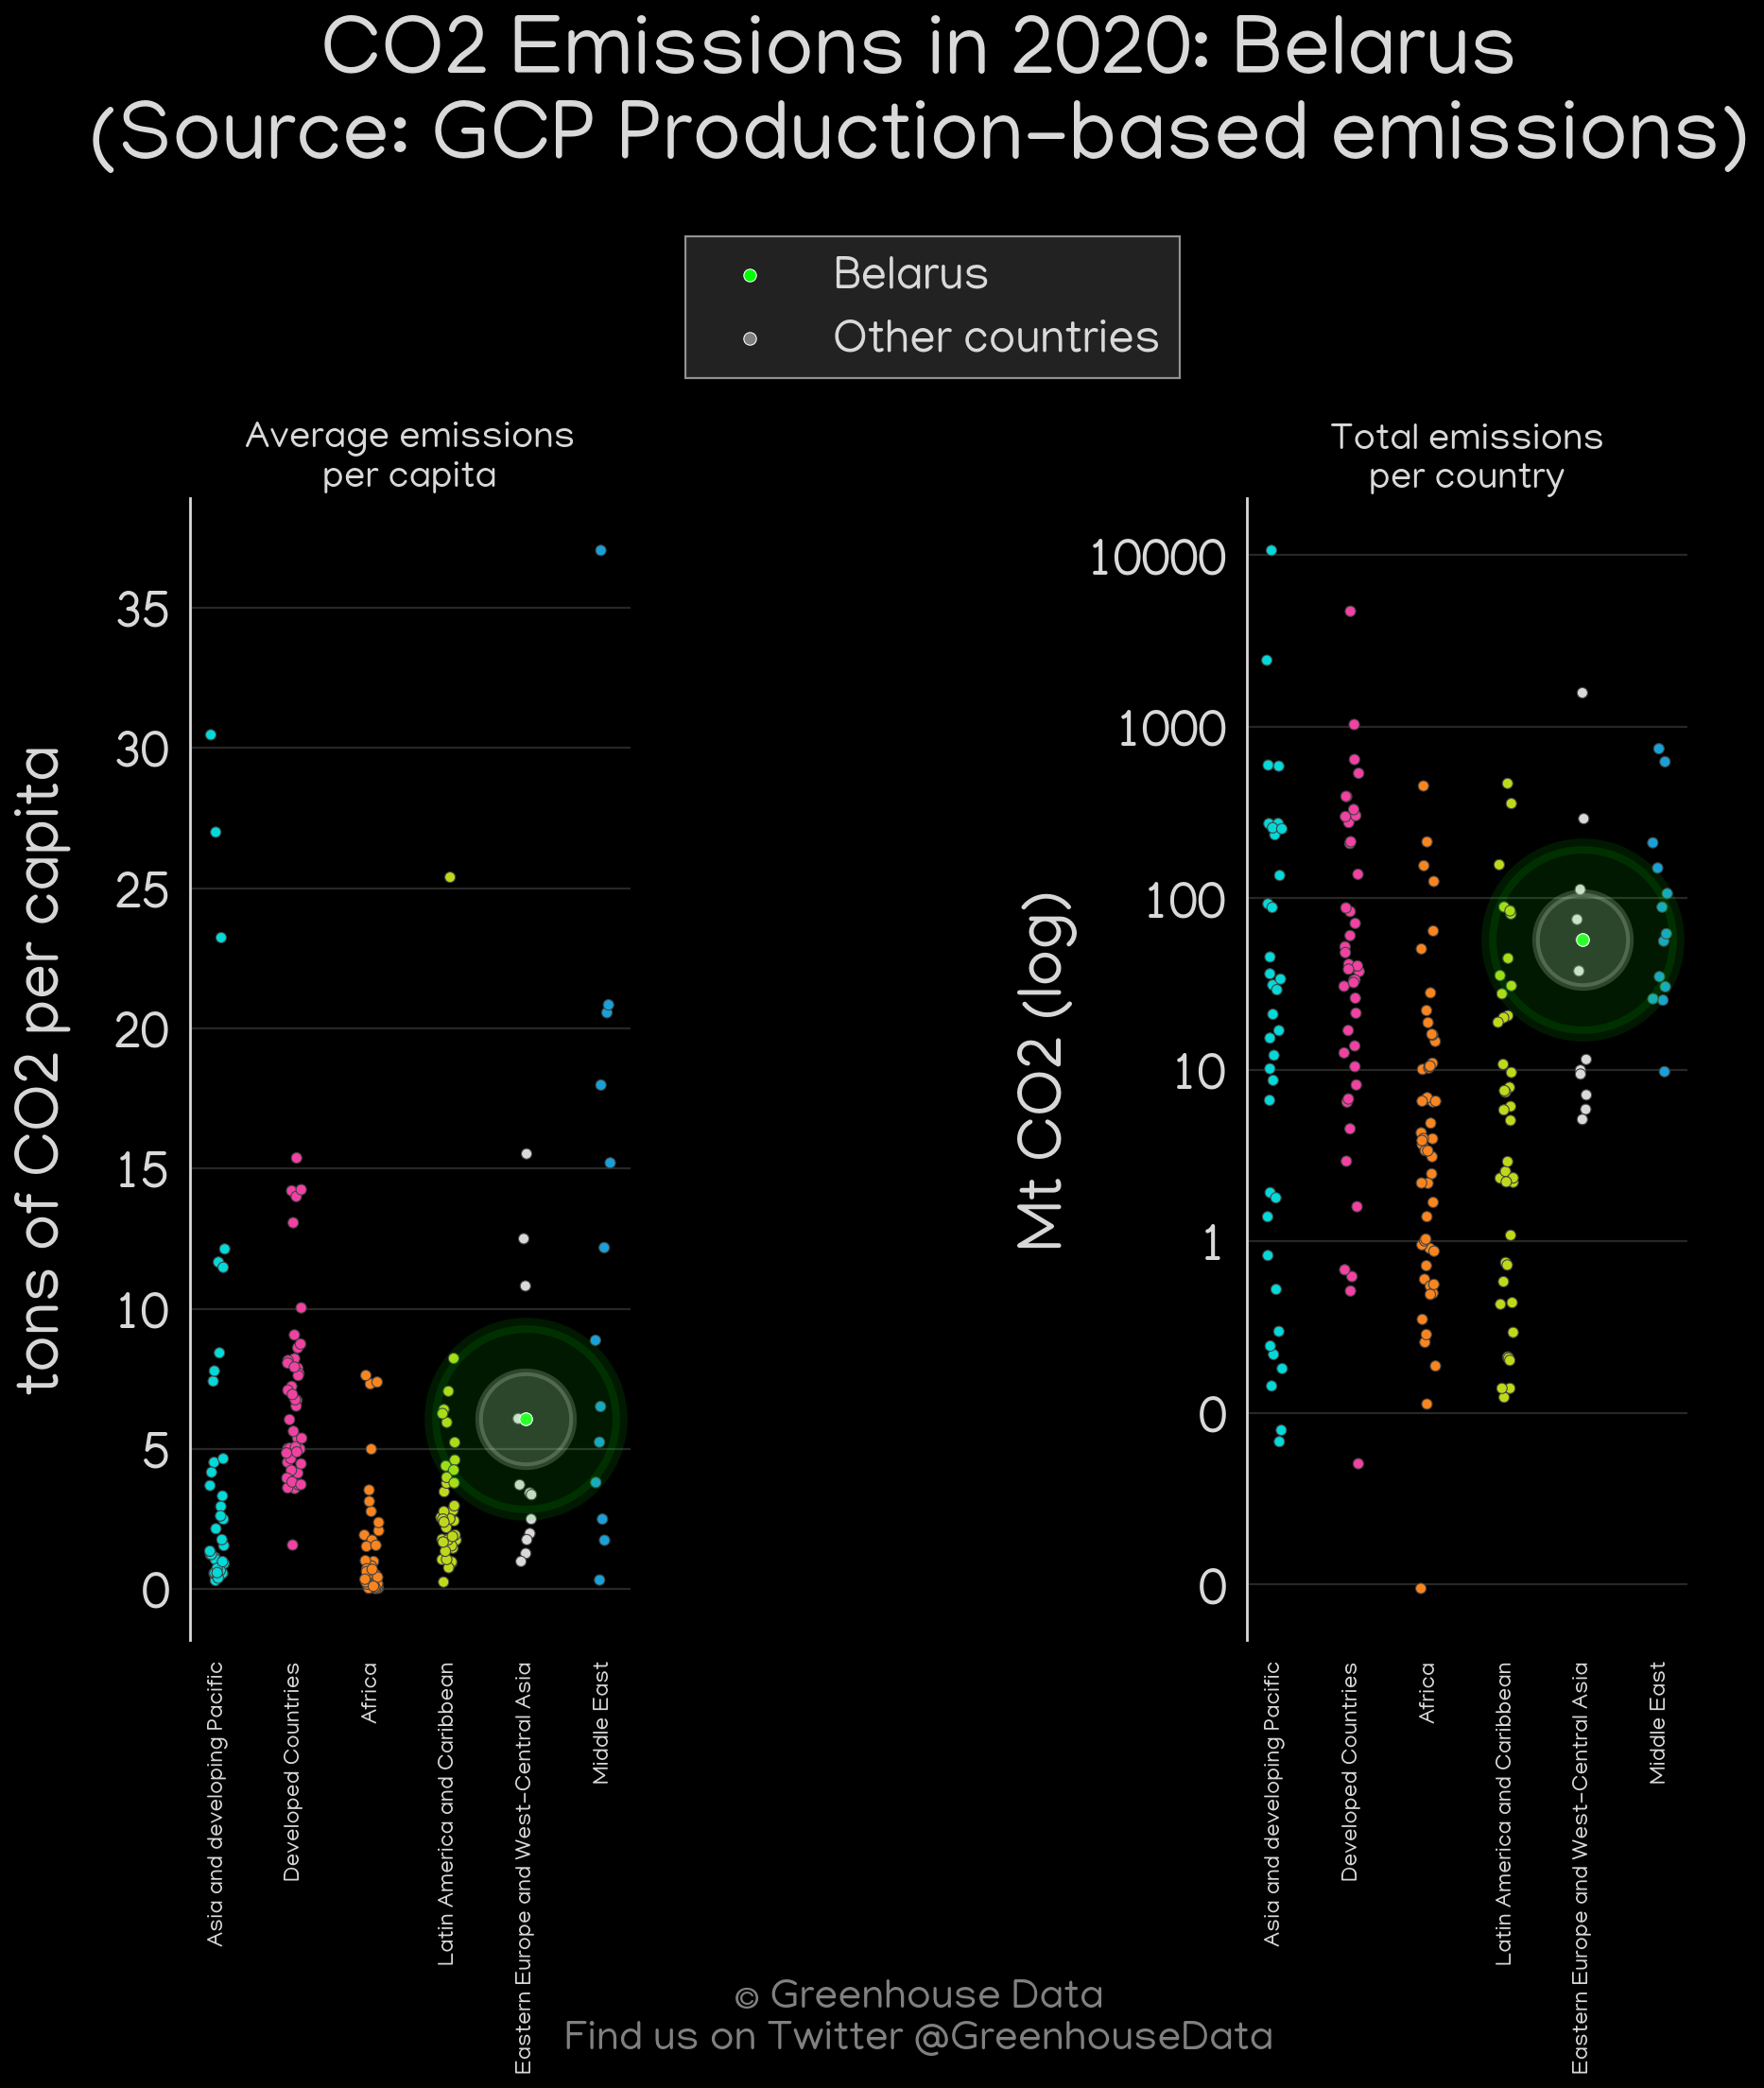 CO2 Emissions in 2020: Belarus
(Source: GCP Production-based emissions)
Belarus
Other countries
Average emissions
per capita
tons of CO2 per capita
35
30
25
20
15
10
5
0
Asia and developing Pacific
Developed Countries
Africa
Latin America and Caribbean
Eastern Europe and West-Central Asia
Middle East
Total emissions
per country
Mt CO2 (log)
10000
1000
100
10
1
0
0
Asia and developing Pacific
Developed Countries
Africa
Latin America and Caribbean
Eastern Europe and West-Central Asia
Middle East
© Greenhouse Data
Find us on Twitter @GreenhouseData